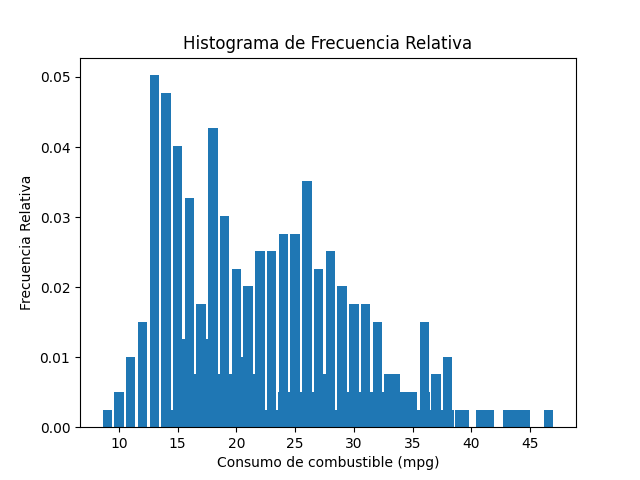 Histograma de Frecuencia Relativa
Frecuencia Relativa
0.05
0.04
0.03
0.02
0.01
0.00
10 15 20 25 30 35 40 45
Consumo de combustible (mpg)